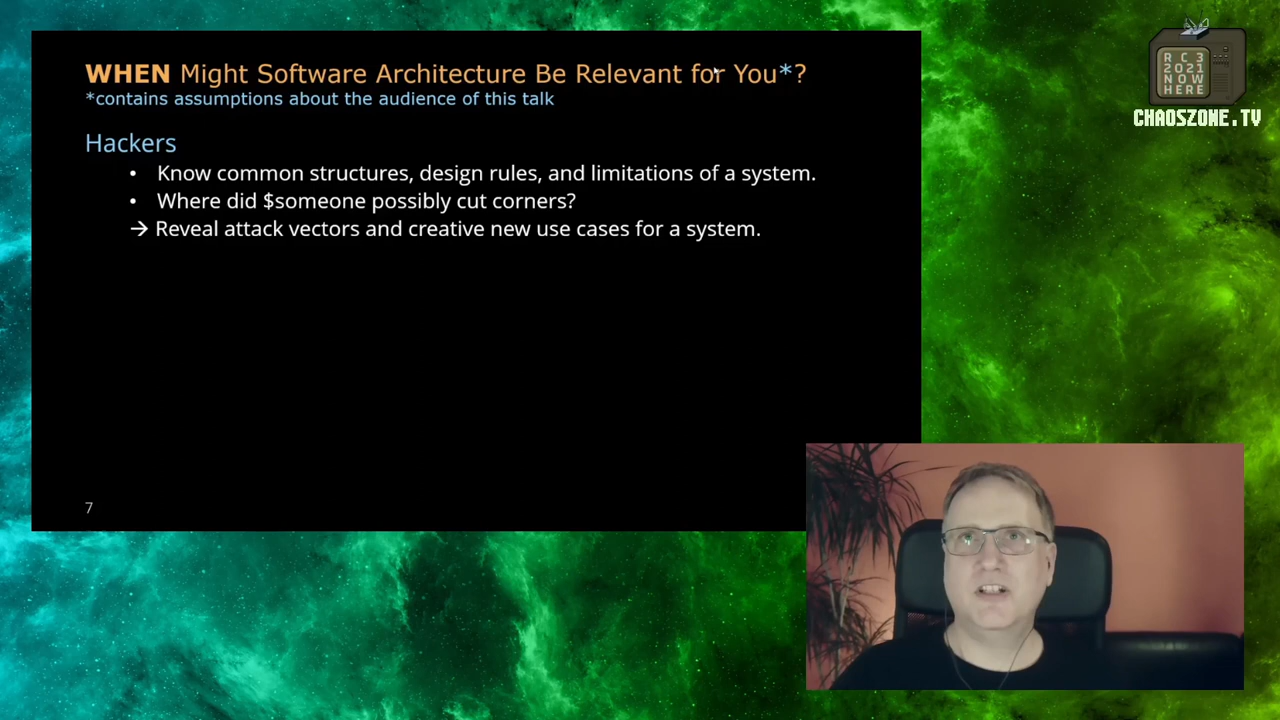 WHEN Might Software Architecture Be Relevant for You*?
*contains assumptions about the audience of this talk
Hackers
• Know common structures, design rules, and limitations of a system.
• Where did $someone possibly cut corners?
→ Reveal attack vectors and creative new use cases for a system.
7
RC3
2021
NOW
HERE
CHAOSZONE.TV